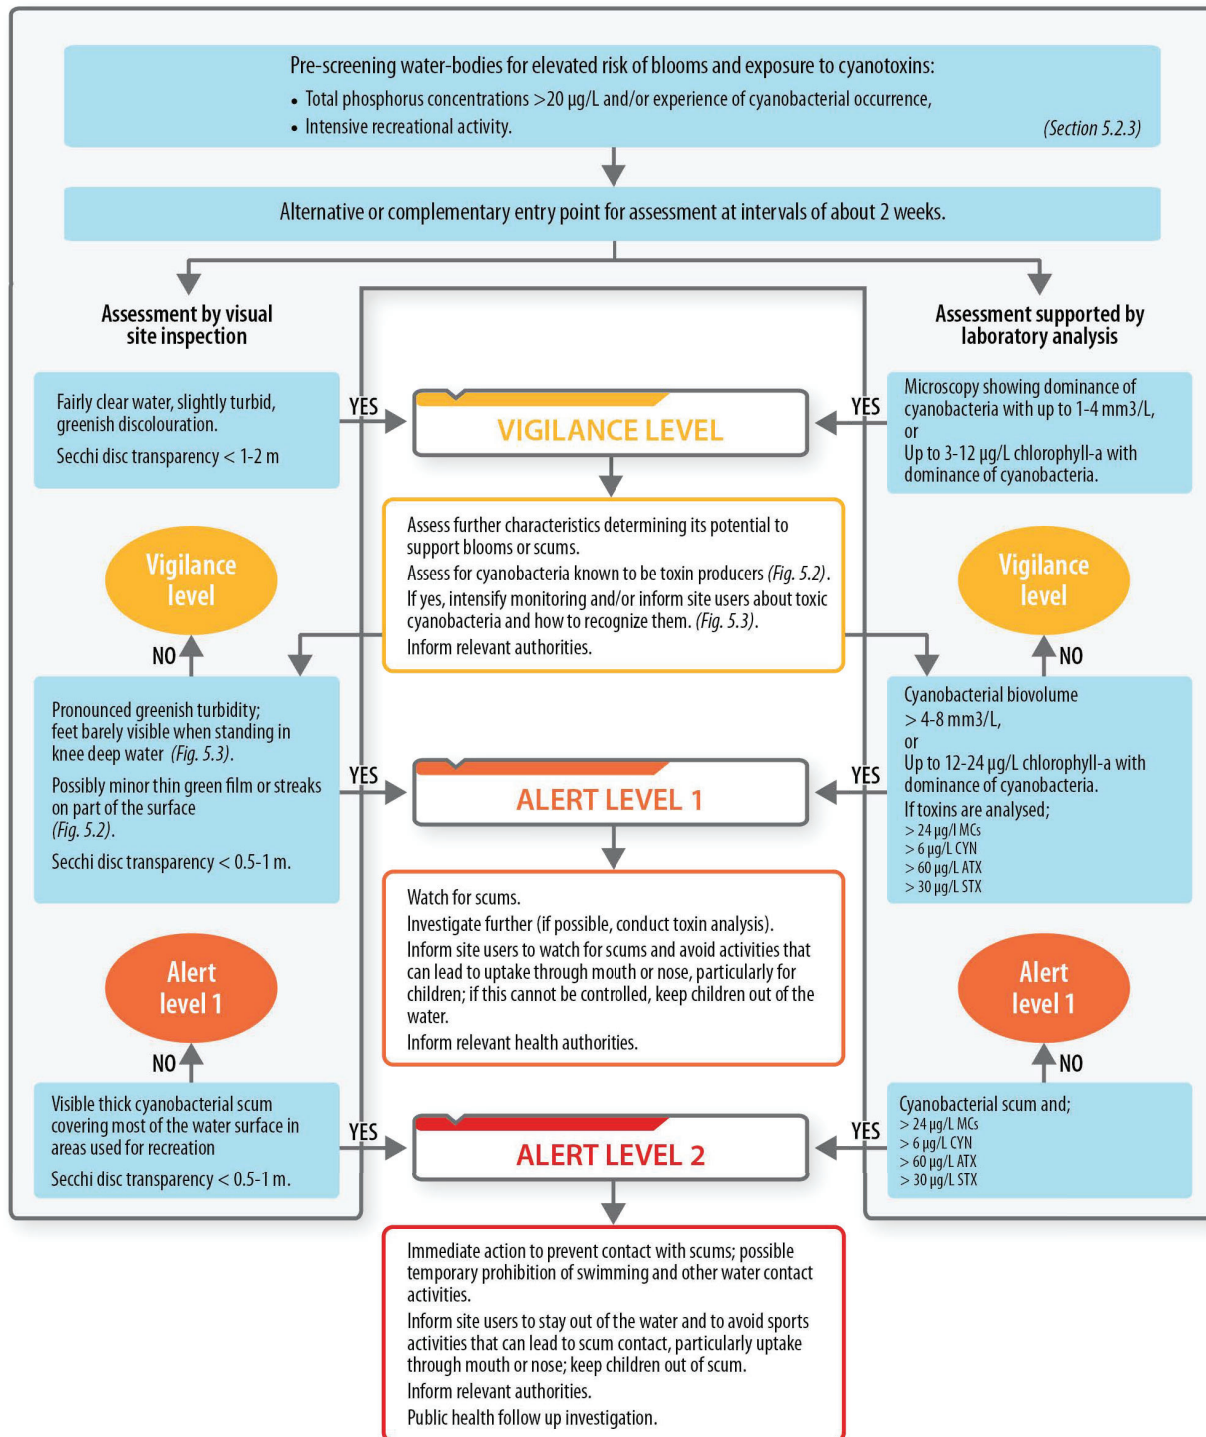 Pre-screening water-bodies for elevated risk of blooms and exposure to cyanotoxins:
• Total phosphorus concentrations >20 µg/L and/or experience of cyanobacterial occurrence,
• Intensive recreational activity.
(Section 5.2.3)
Alternative or complementary entry point for assessment at intervals of about 2 weeks.
Assessment by visual
site inspection
Assessment supported by
laboratory analysis
Fairly clear water, slightly turbid,
greenish discolouration.
Secchi disc transparency < 1-2 m
YES
VIGILANCE LEVEL
YES
Microscopy showing dominance of
cyanobacteria with up to 1-4 mm3/L,
or
Up to 3-12 µg/L chlorophyll-a with
dominance of cyanobacteria.
Assess further characteristics determining its potential to
support blooms or scums.
Assess for cyanobacteria known to be toxin producers (Fig. 5.2).
If yes, intensify monitoring and/or inform site users about toxic
cyanobacteria and how to recognize them. (Fig. 5.3).
Inform relevant authorities.
Vigilance
level
NO
Vigilance
level
NO
Pronounced greenish turbidity;
feet barely visible when standing in
knee deep water (Fig. 5.3).
Possibly minor thin green film or streaks
on part of the surface
(Fig. 5.2).
Secchi disc transparency < 0.5-1 m.
YES
ALERT LEVEL 1
YES
Cyanobacterial biovolume
> 4-8 mm3/L,
or
Up to 12-24 µg/L chlorophyll-a with
dominance of cyanobacteria.
If toxins are analysed;
> 24 µg/l MCs
> 6 µg/L CYN
> 60 µg/L ATX
> 30 µg/L STX
Watch for scums.
Investigate further (if possible, conduct toxin analysis).
Inform site users to watch for scums and avoid activities that
can lead to uptake through mouth or nose, particularly for
children; if this cannot be controlled, keep children out of the
water.
Inform relevant health authorities.
Alert
level 1
NO
Alert
level 1
NO
Visible thick cyanobacterial scum
covering most of the water surface in
areas used for recreation
Secchi disc transparency < 0.5-1 m.
YES
ALERT LEVEL 2
YES
Cyanobacterial scum and;
> 24 µg/L MCs
> 6 µg/L CYN
> 60 µg/L ATX
> 30 µg/L STX
Immediate action to prevent contact with scums; possible
temporary prohibition of swimming and other water contact
activities.
Inform site users to stay out of the water and to avoid sports
activities that can lead to scum contact, particularly uptake
through mouth or nose; keep children out of scum.
Inform relevant authorities.
Public health follow up investigation.